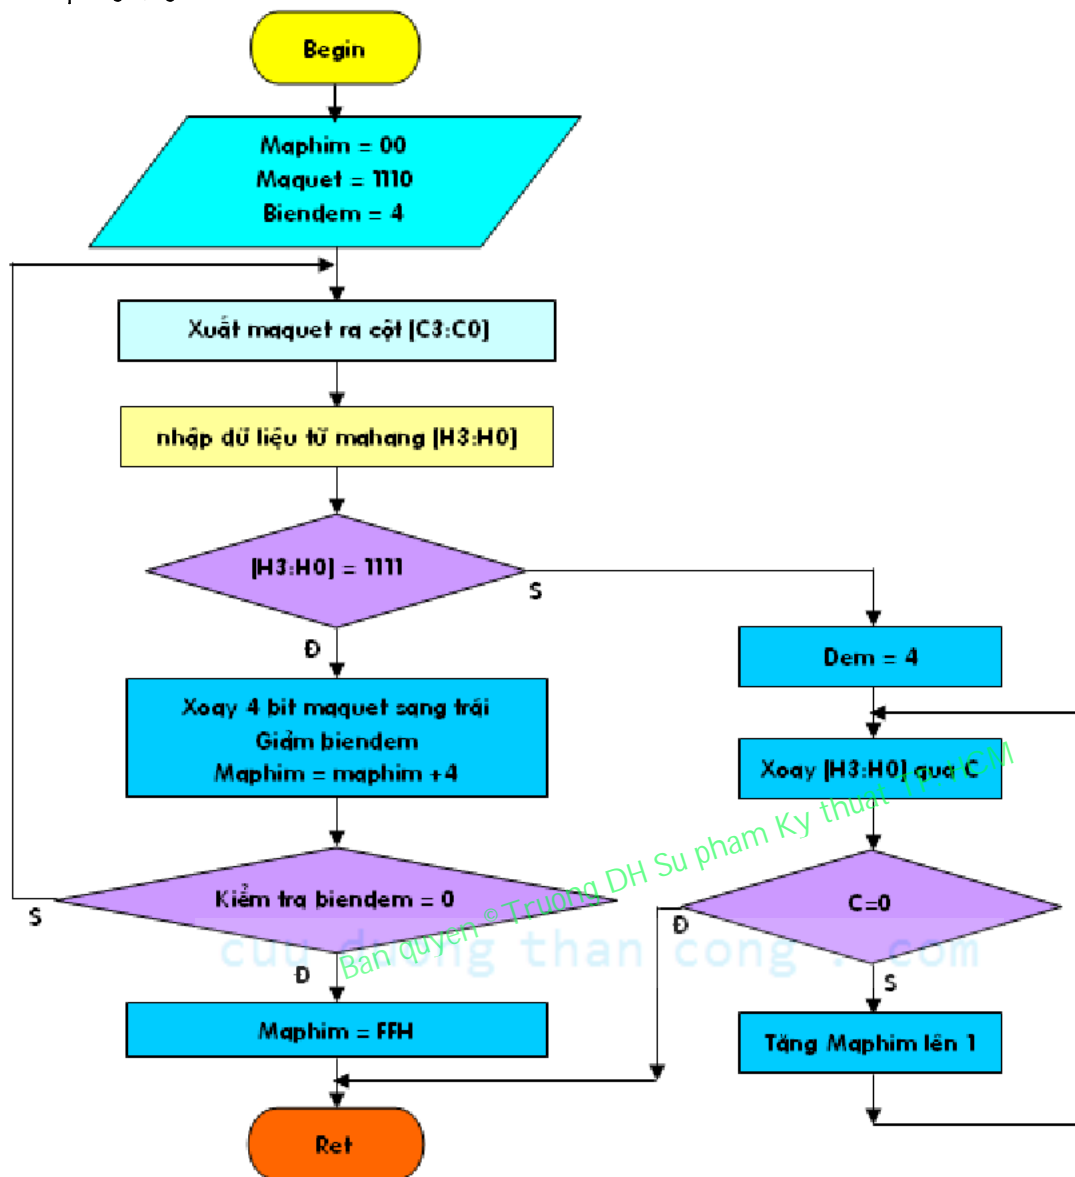 Begin
Maphim = 00
Maquet = 1110
Biendem = 4
Xuất maquet ra cột [C3:C0]
nhập dữ liệu từ mahang [H3:H0]
[H3:H0] = 1111
S
Đ
Dem = 4
Xoay 4 bit maquet sang trái
Giảm biendem
Maphim = maphim +4
Xoay [H3:H0] qua C
Kiểm tra biendem = 0
S
Đ
C=0
Đ
S
Maphim = FFH
Tăng Maphim lên 1
Ret
Ban quyen © Truong DH Su pham Ky thuat TP. HCM
cuu duong than cong . com